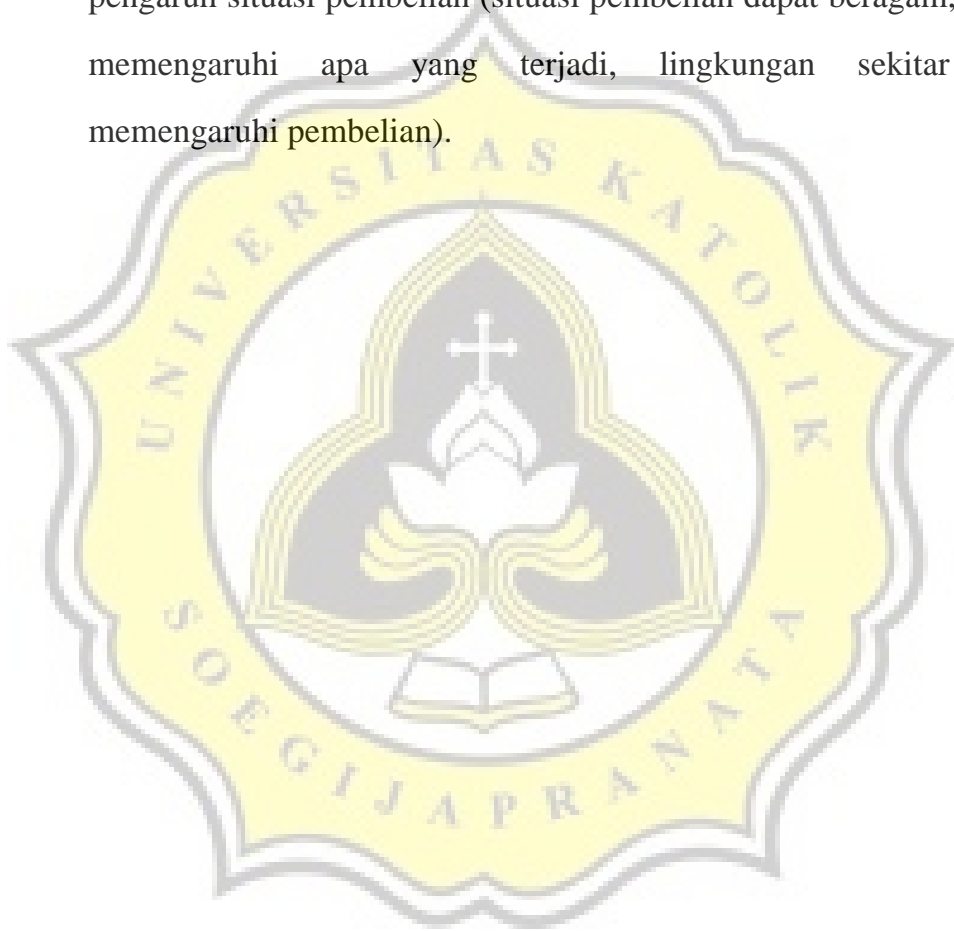 pengaruh situasi pembelian (situasi pembelian dapat beragam,
memengaruhi apa yang terjadi, lingkungan sekitar
memengaruhi pembelian).
UNIVERSITAS KATOLIK
SOEGIJAPRANATA